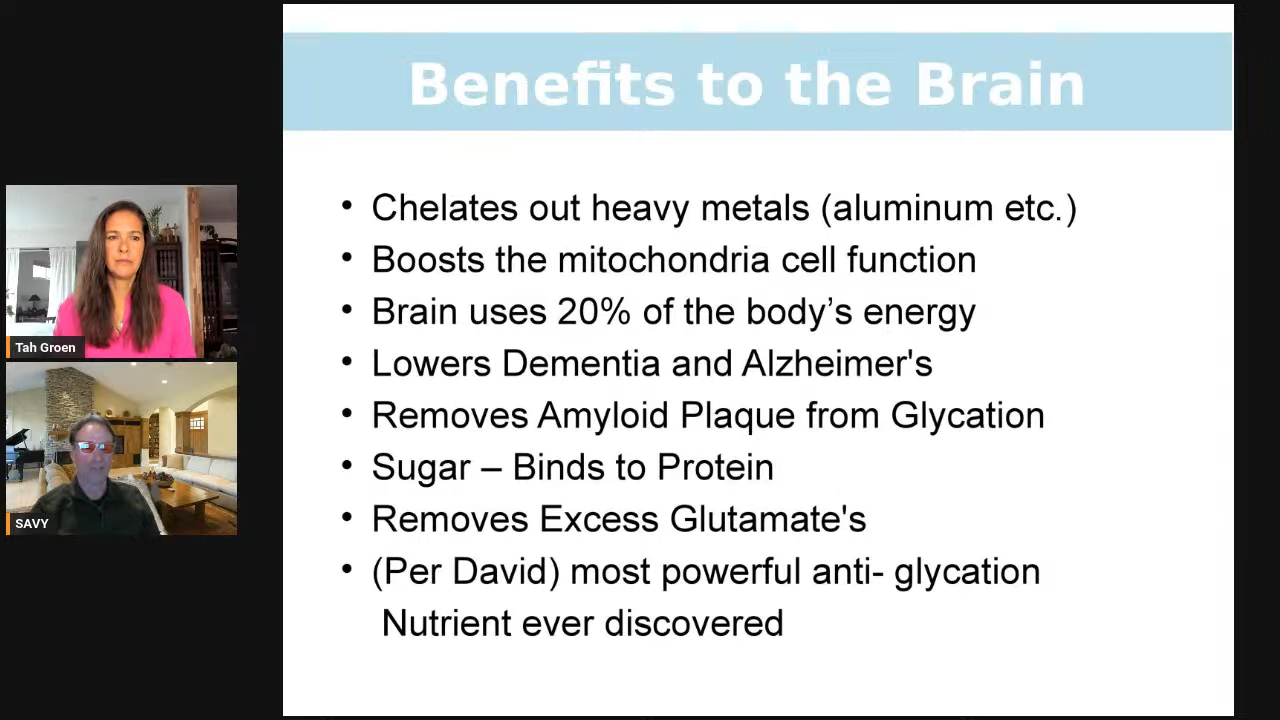 Benefits to the Brain
• Chelates out heavy metals (aluminum etc.)
• Boosts the mitochondria cell function
• Brain uses 20% of the body’s energy
• Lowers Dementia and Alzheimer's
• Removes Amyloid Plaque from Glycation
• Sugar – Binds to Protein
• Removes Excess Glutamate's
• (Per David) most powerful anti- glycation
Nutrient ever discovered
Tah Groen
SAVY